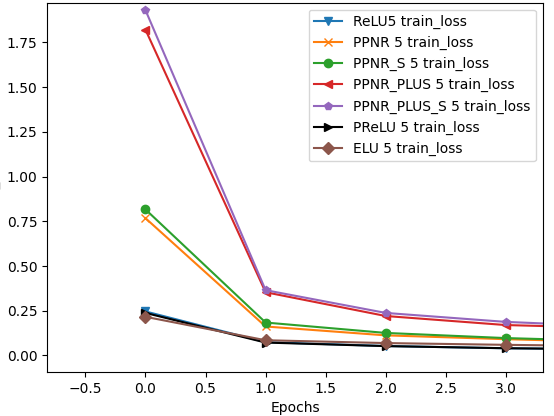 ReLU5 train_loss
PPNR 5 train_loss
PPNR_S 5 train_loss
PPNR_PLUS 5 train_loss
PPNR_PLUS_S 5 train_loss
PReLU 5 train_loss
ELU 5 train_loss
1.75
1.50
1.25
1.00
0.75
0.50
0.25
0.00
−0.5 0.0 0.5 1.0 1.5 2.0 2.5 3.0
Epochs